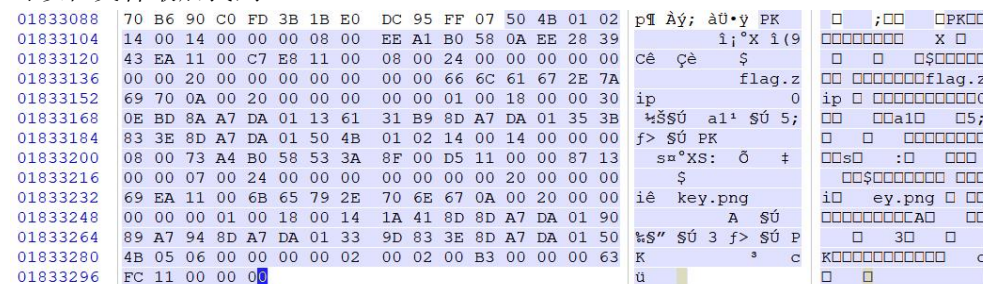 01833088 70 B6 90 C0 FD 3B 1B E0 DC 95 FF 07 50 4B 01 02 p¶ Àý; àÜ•ÿ PK
01833104 14 00 14 00 00 00 08 00 EE A1 B0 58 0A EE 28 39 î¡°X î(9
01833120 43 EA 11 00 C7 E8 11 00 08 00 24 00 00 00 00 00 Cê Çè $
01833136 00 00 20 00 00 00 00 00 00 00 66 6C 61 67 2E 7A flag.z
01833152 69 70 0A 00 20 00 00 00 00 00 01 00 18 00 00 30 ip 0
01833168 0E BD 8A A7 DA 01 13 61 31 B9 8D A7 DA 01 35 3B ½Š§Ú a1¹ §Ú 5;
01833184 83 3E 8D A7 DA 01 50 4B 01 02 14 00 14 00 00 00 ƒ> §Ú PK
01833200 08 00 73 A4 B0 58 53 3A 8F 00 D5 11 00 00 87 13 s¤°XS: Õ ‡
01833216 00 00 07 00 24 00 00 00 00 00 00 00 20 00 00 00 $
01833232 69 EA 11 00 6B 65 79 2E 70 6E 67 0A 00 20 00 00 iê key.png
01833248 00 00 00 01 00 18 00 14 1A 41 8D 8D A7 DA 01 90 A §Ú
01833264 89 A7 94 8D A7 DA 01 33 9D 83 3E 8D A7 DA 01 50 ‰§” §Ú 3 ƒ> §Ú P
01833280 4B 05 06 00 00 00 00 02 00 02 00 B3 00 00 00 63 K ³ c
01833296 FC 11 00 00 00 ü